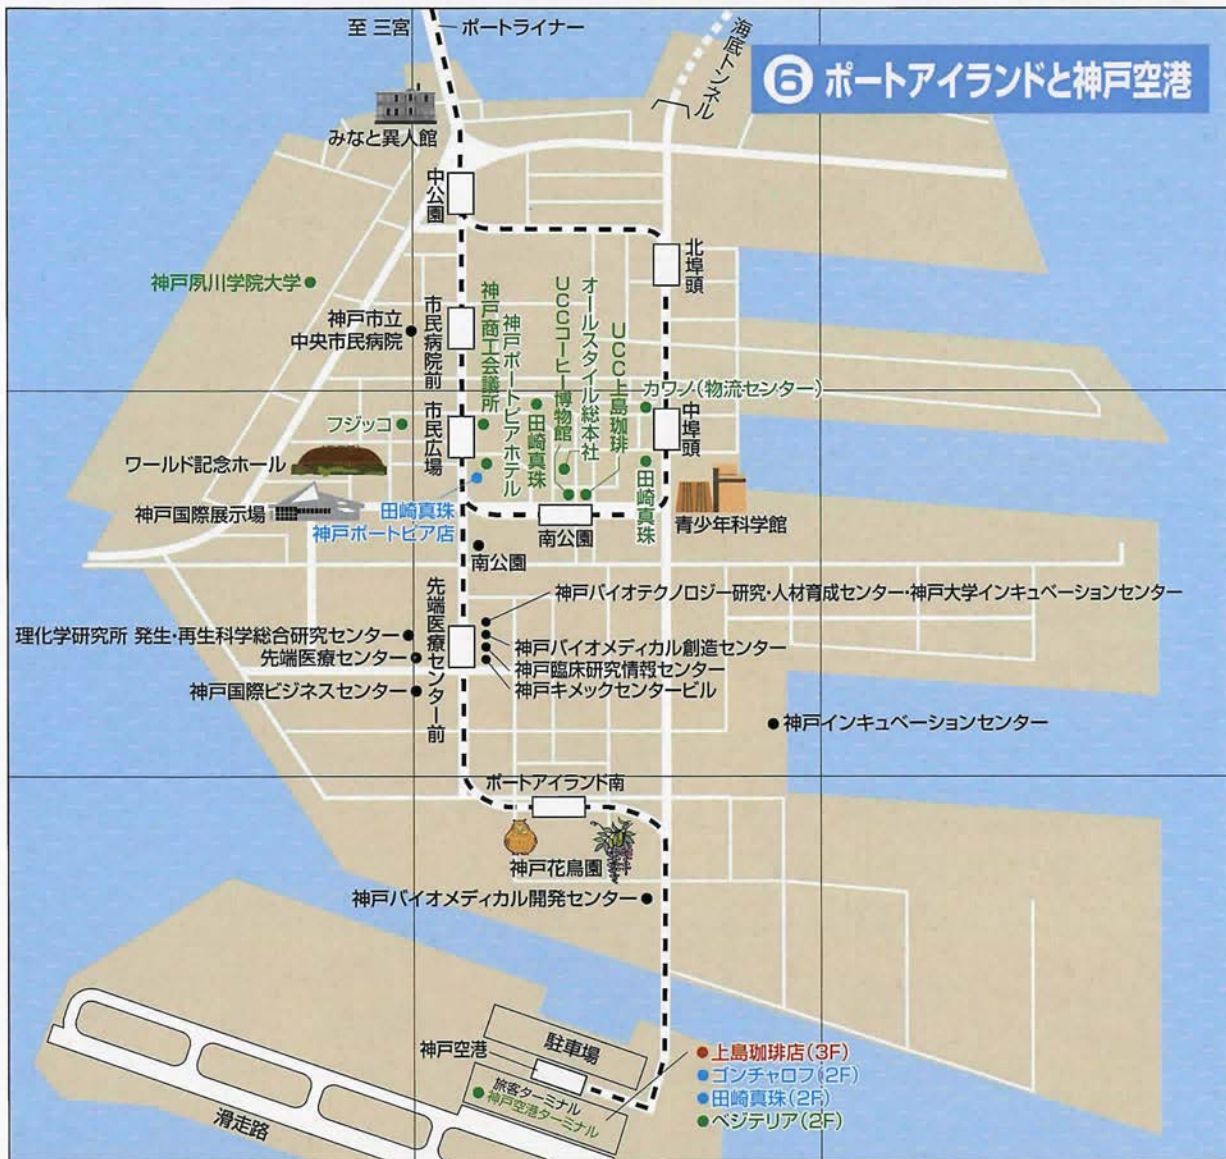 至 三宮
ポートライナー
海底トンネル
⑥ ポートアイランドと神戸空港
みなと異人館
中公園
北埠頭
神戸夙川学院大学
神戸市立
中央市民病院
市民病院前
神戸商工会議所
神戸ポートピアホテル
UCCコーヒー博物館
オールスタイル総本社
UCC上島珈琲
カワノ(物流センター)
フジッコ
市民広場
田崎真珠
中埠頭
ワールド記念ホール
田崎真珠
神戸国際展示場
田崎真珠
神戸ポートピア店
南公園
青少年科学館
南公園
先端医療センター前
神戸バイオテクノロジー研究・人材育成センター・神戸大学インキュベーションセンター
理化学研究所 発生・再生科学総合研究センター
神戸バイオメディカル創造センター
先端医療センター
神戸臨床研究情報センター
神戸国際ビジネスセンター
神戸キメックセンタービル
神戸インキュベーションセンター
ポートアイランド南
神戸花鳥園
神戸バイオメディカル開発センター
駐車場
神戸空港
旅客ターミナル
神戸空港ターミナル
上島珈琲店(3F)
ゴンチャロフ(2F)
田崎真珠(2F)
ベジテリア(2F)
滑走路